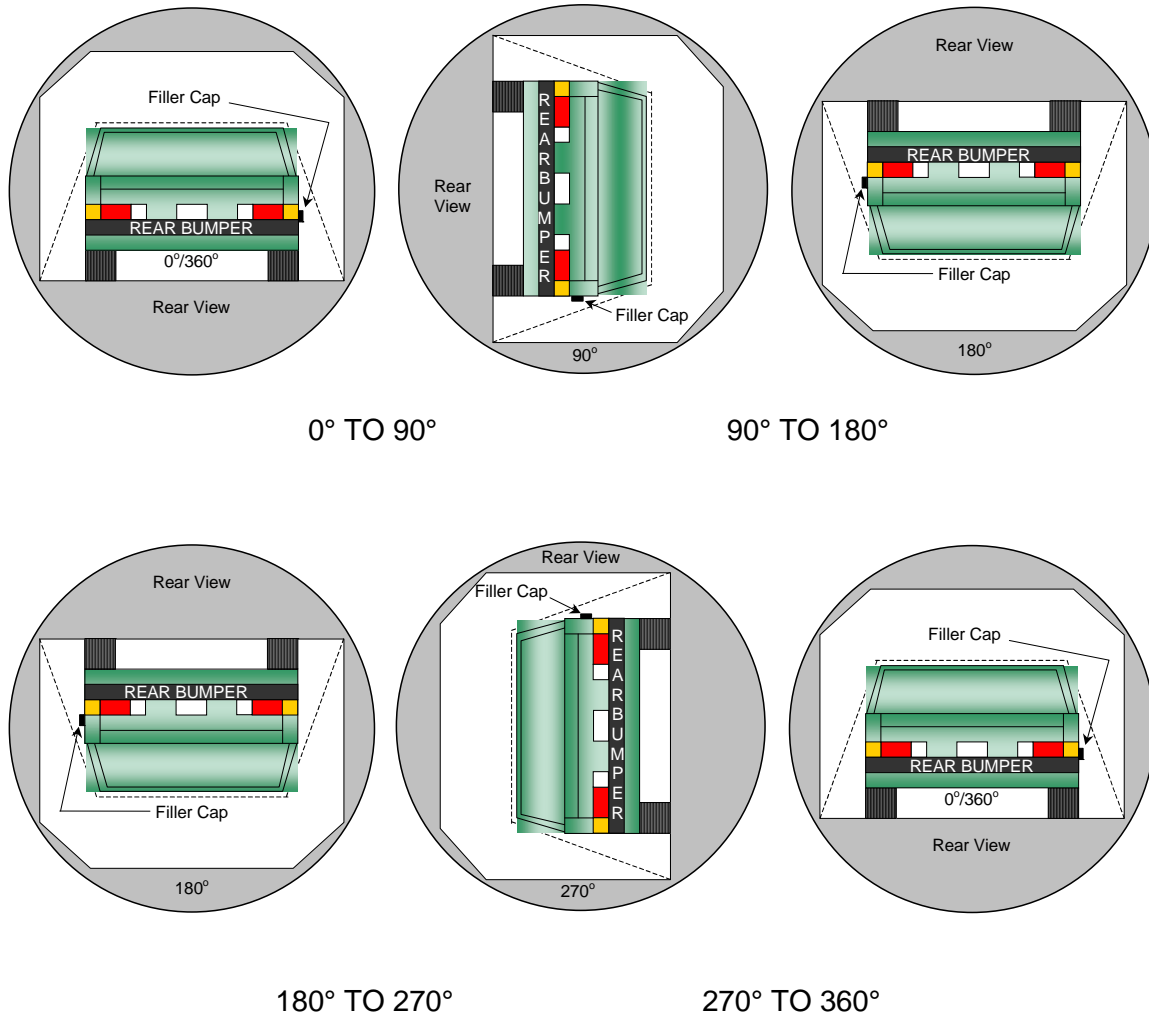 Filler Cap
REAR BUMPER
0°/360°
Rear View
Rear
View
REARBUMPER
Filler Cap
90°
Rear View
REAR BUMPER
Filler Cap
180°
0° TO 90°
90° TO 180°
Rear View
REAR BUMPER
Filler Cap
180°
Rear View
Filler Cap
REARBUMPER
270°
Filler Cap
REAR BUMPER
0°/360°
Rear View
180° TO 270°
270° TO 360°